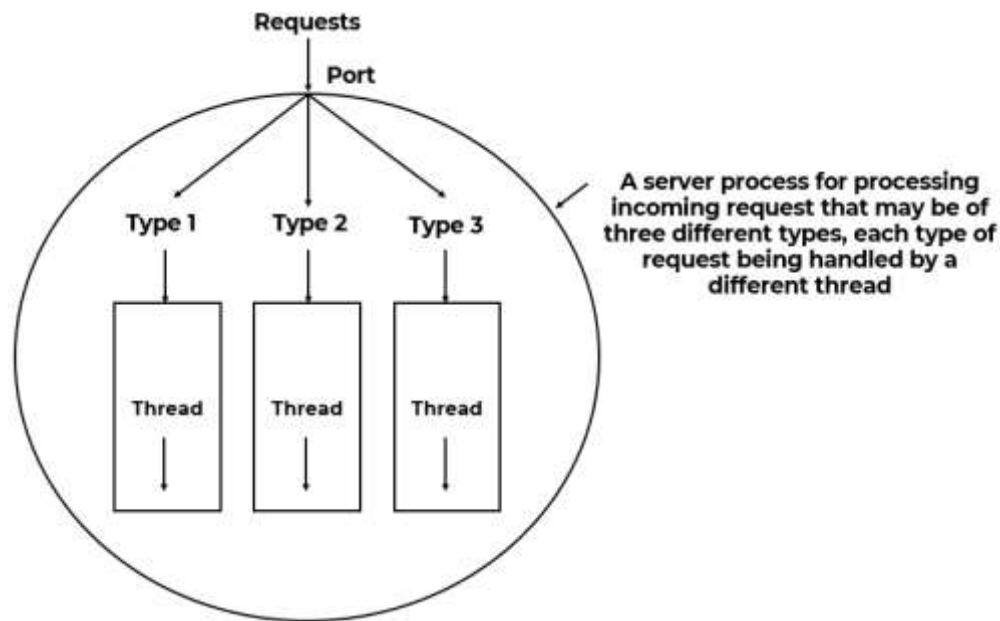 Requests
Port
Type 1
Type 2
Type 3
Thread
Thread
Thread
A server process for processing
incoming request that may be of
three different types, each type of
request being handled by a
different thread